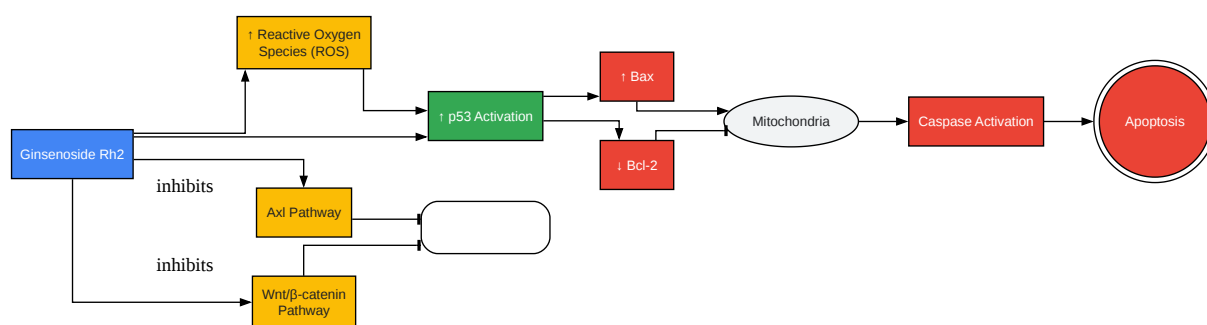 ↑ Reactive Oxygen
Species (ROS)
↑ Bax
↑ p53 Activation
Mitochondria
Caspase Activation
Apoptosis
Ginsenoside Rh2
↓ Bcl-2
inhibits
Axl Pathway
inhibits
Wnt/β-catenin
Pathway